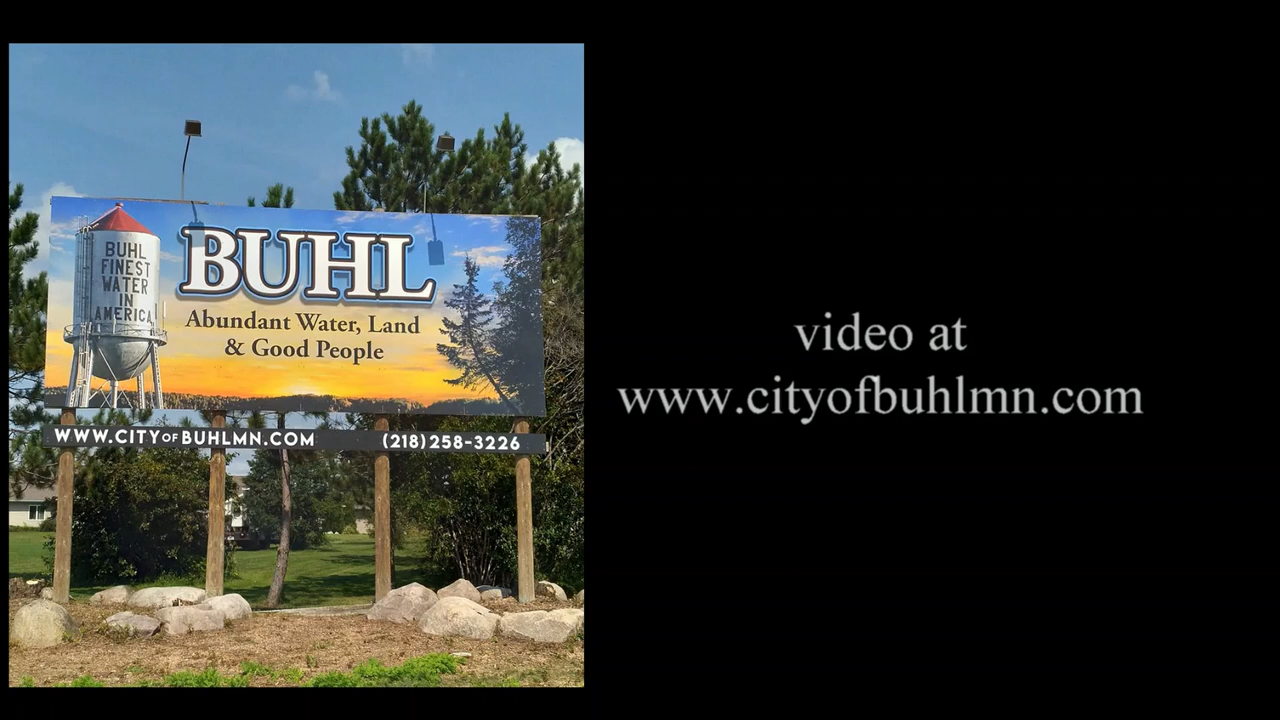 BUHL
FINEST
WATER
IN
AMERICA
BUHL
Abundant Water, Land
& Good People
WWW.CITYOFBUHLMN.COM (218)258-3226
video at
www.cityofbuhlmn.com